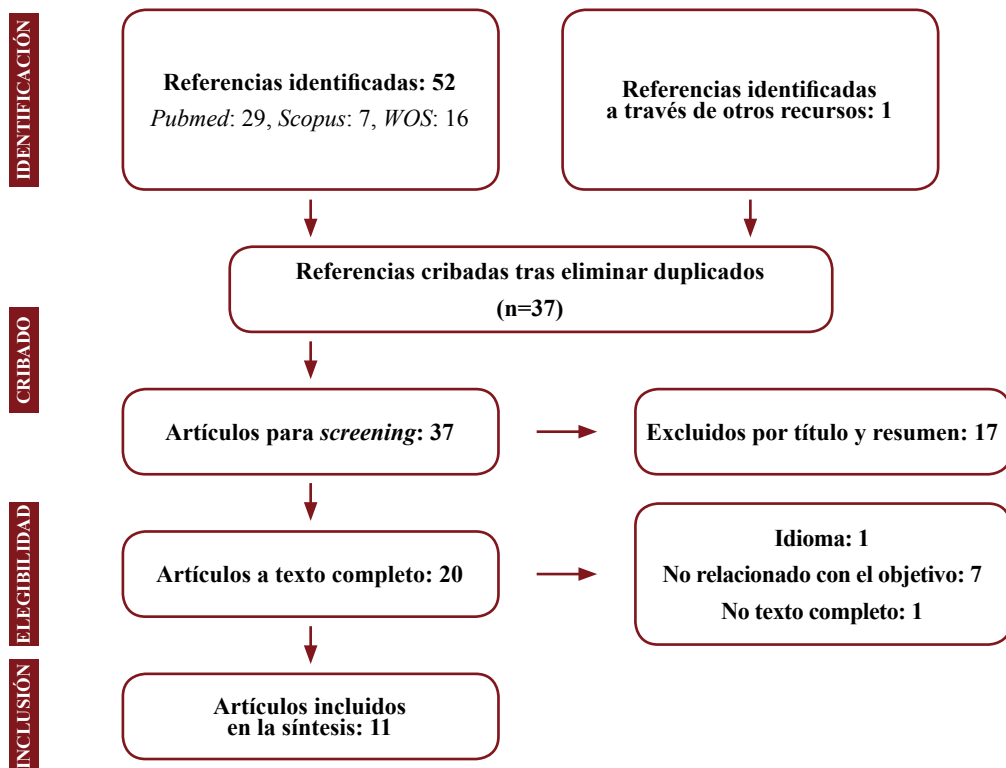 IDENTIFICACIÓN
Referencias identificadas: 52
Pubmed: 29, Scopus: 7, WOS: 16
Referencias identificadas
a través de otros recursos: 1
Referencias cribadas tras eliminar duplicados
(n=37)
CRIBADO
Artículos para screening: 37
Excluidos por título y resumen: 17
ELEGIBILIDAD
Artículos a texto completo: 20
Idioma: 1
No relacionado con el objetivo: 7
No texto completo: 1
INCLUSIÓN
Artículos incluidos
en la síntesis: 11